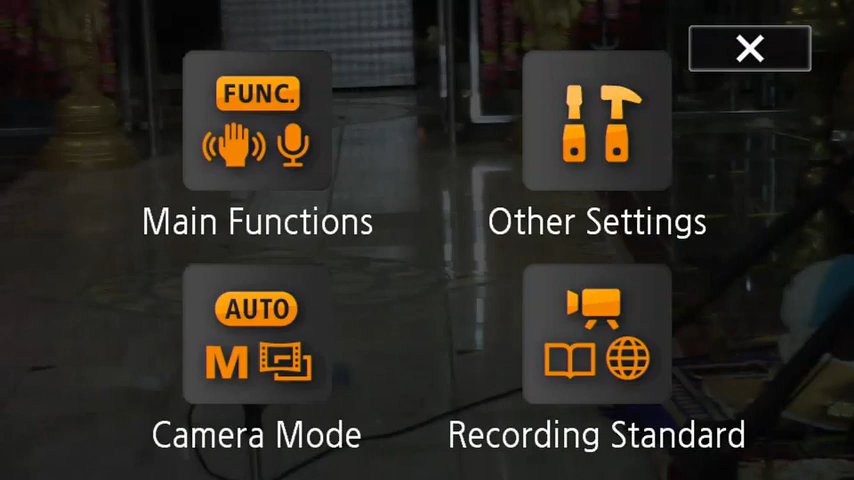 FUNC.
Main Functions
Other Settings
AUTO
M
Camera Mode
Recording Standard